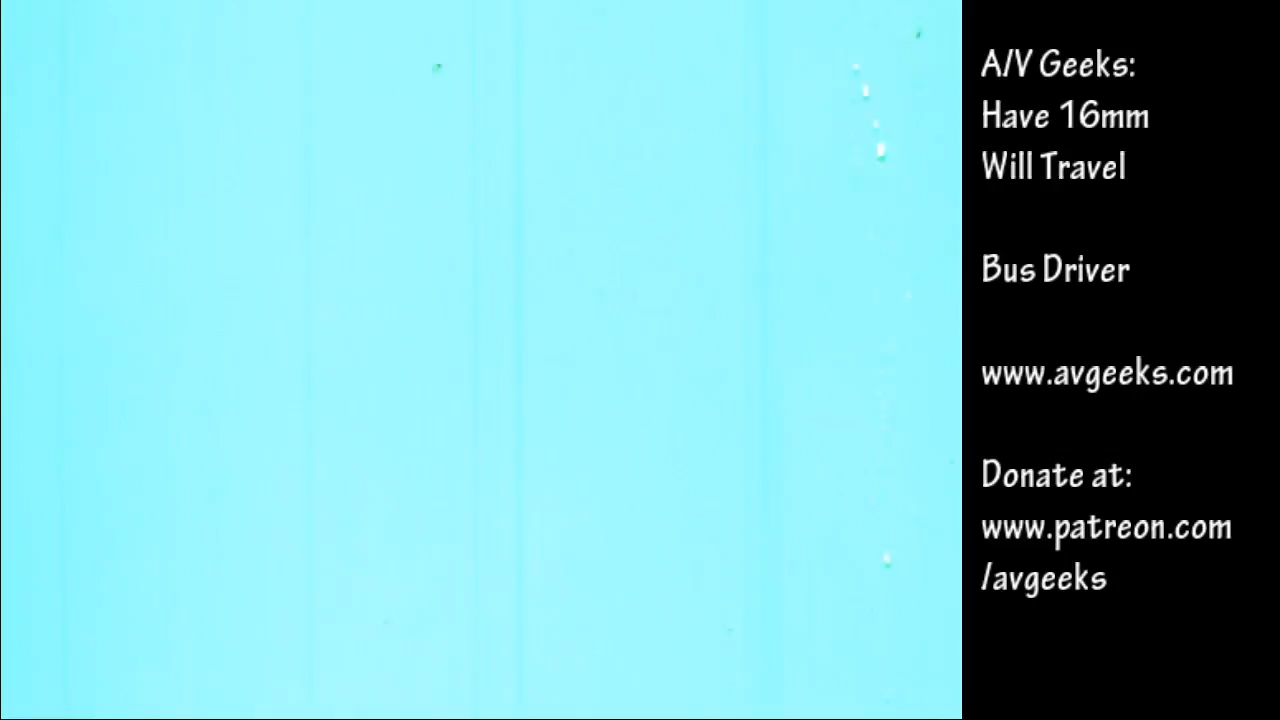 A/V Geeks:
Have 16mm
Will Travel
Bus Driver
www.avgeeks.com
Donate at:
www.patreon.com
/avgeeks